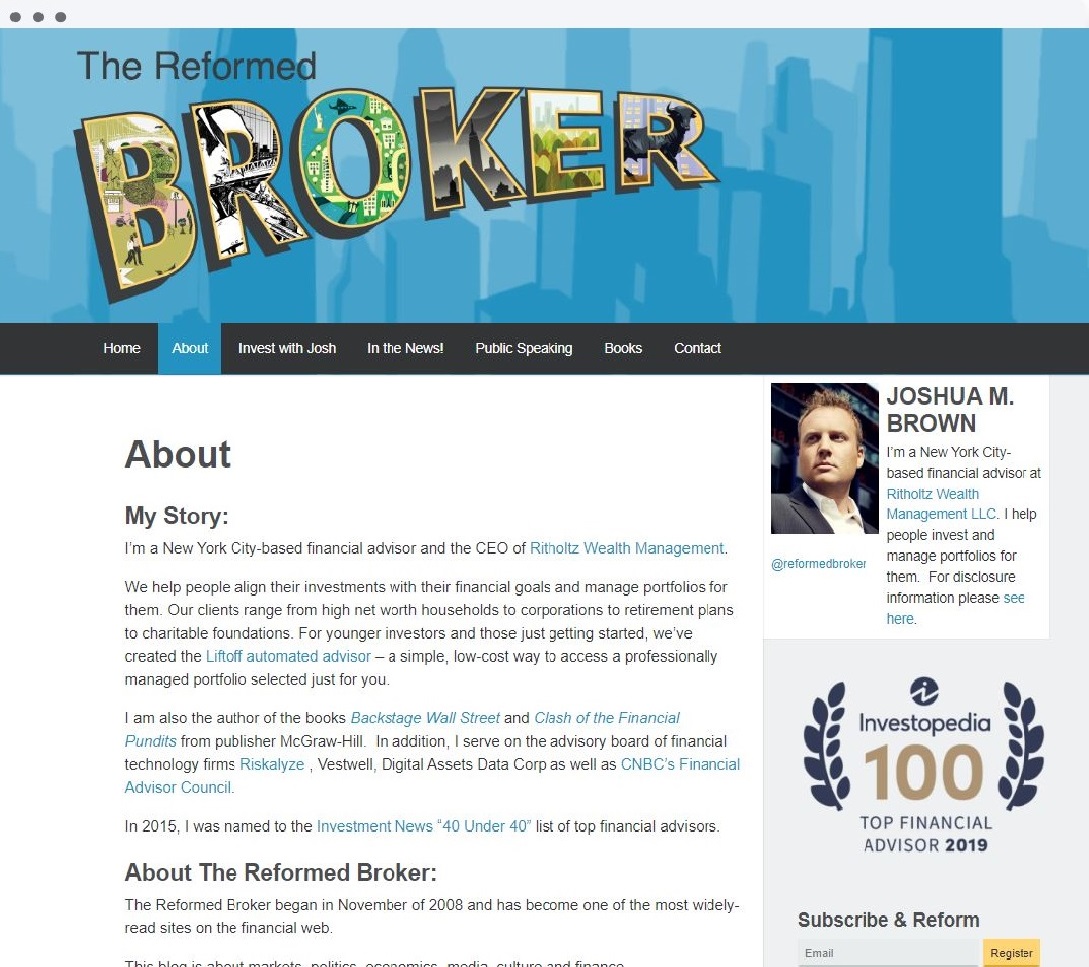 The Reformed
BROKER
Home About Invest with Josh In the News! Public Speaking Books Contact
About
My Story:
I'm a New York City-based financial advisor and the CEO of Ritholtz Wealth Management.
We help people align their investments with their financial goals and manage portfolios for
them. Our clients range from high net worth households to corporations to retirement plans
to charitable foundations. For younger investors and those just getting started, we've
created the Liftoff automated advisor – a simple, low-cost way to access a professionally
managed portfolio selected just for you.
I am also the author of the books Backstage Wall Street and Clash of the Financial
Pundits from publisher McGraw-Hill. In addition, I serve on the advisory board of financial
technology firms Riskalyze , Vestwell, Digital Assets Data Corp as well as CNBC's Financial
Advisor Council.
In 2015, I was named to the Investment News “40 Under 40” list of top financial advisors.
About The Reformed Broker:
The Reformed Broker began in November of 2008 and has become one of the most widely-
read sites on the financial web.
This blog is about markets, politics, economics, media, culture and finance.
@reformedbroker
JOSHUA M.
BROWN
I'm a New York City-
based financial advisor at
Ritholtz Wealth
Management LLC. I help
people invest and
manage portfolios for
them. For disclosure
information please see
here.
Investopedia
100
TOP FINANCIAL
ADVISOR 2019
Subscribe & Reform
Email Register